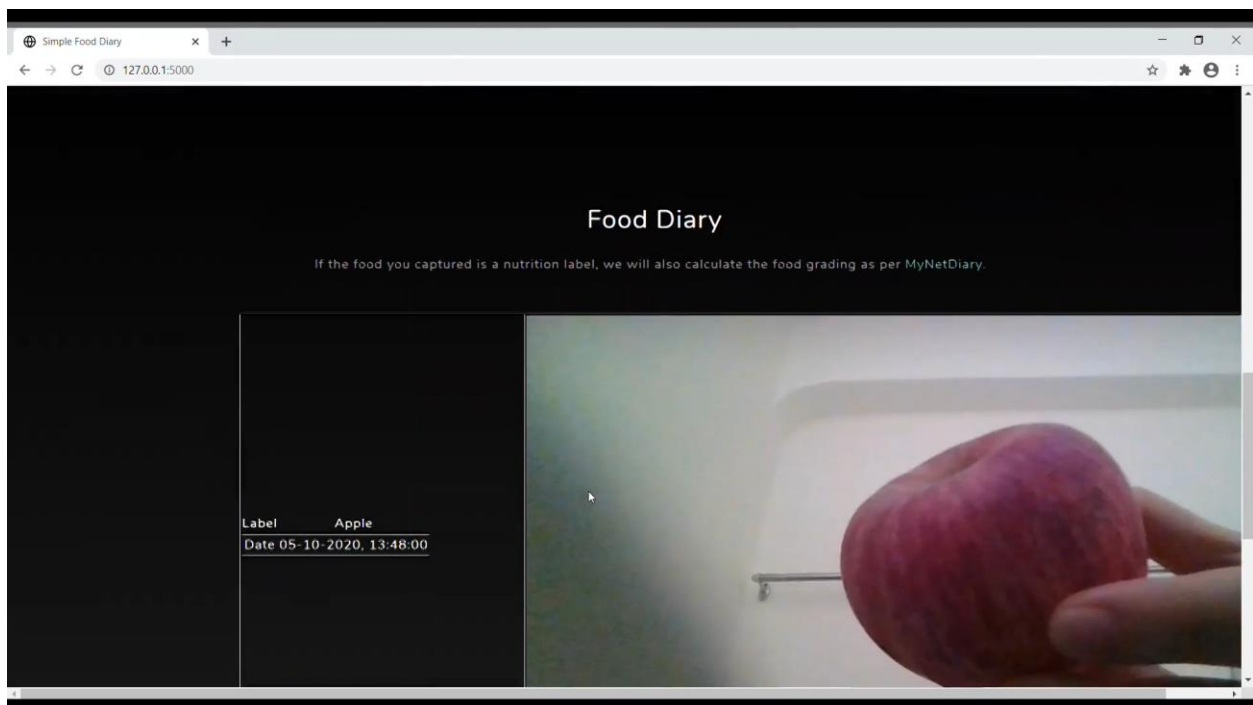 Simple Food Diary
127.0.0.1:5000
Food Diary
If the food you captured is a nutrition label, we will also calculate the food grading as per MyNetDiary.
Label Apple
Date 05-10-2020, 13:48:00